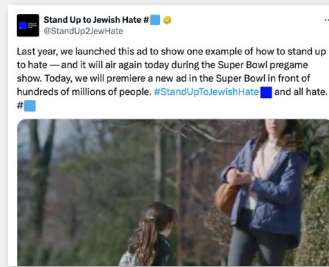 Stand Up to Jewish Hate #🟦
@StandUp2JewHate
Last year, we launched this ad to show one example of how to stand up
to hate — and it will air again today during the Super Bowl pregame
show. Today, we will premiere a new ad in the Super Bowl in front of
hundreds of millions of people. #StandUpToJewishHate🟦 and all hate.
#🟦